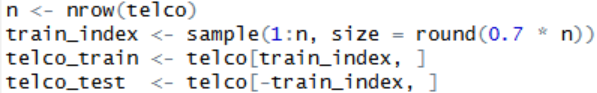 n <- nrow(telco)
train_index <- sample(1:n, size = round(0.7 * n))
telco_train <- telco[train_index, ]
telco_test  <- telco[-train_index, ]